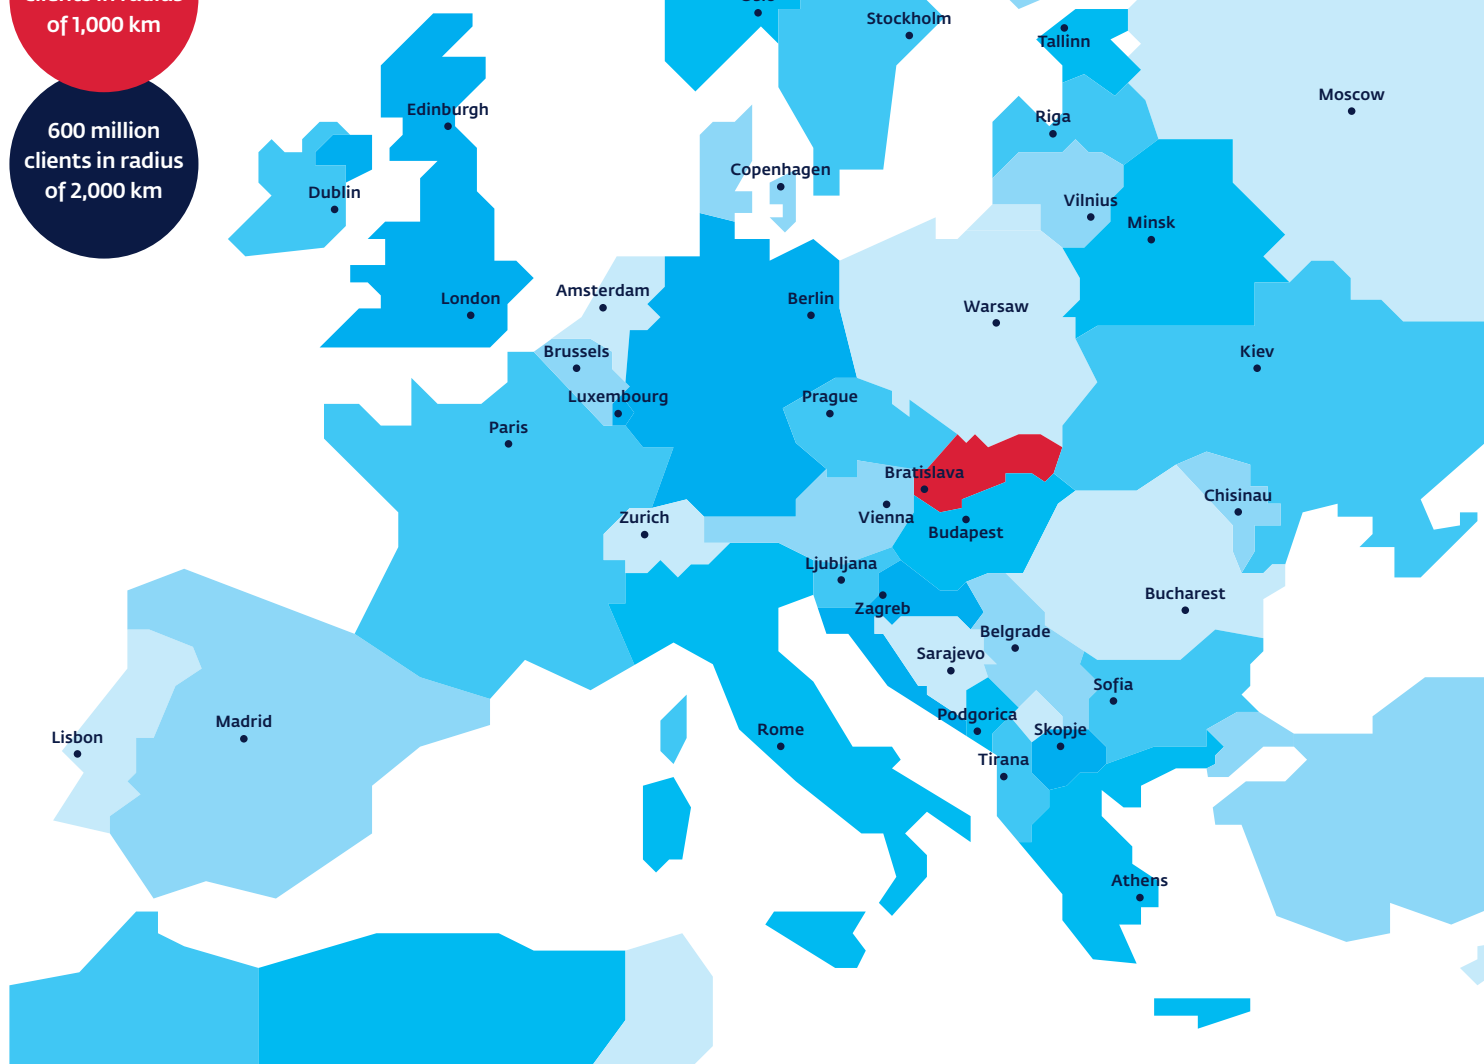 of 1,000 km
600 million
clients in radius
of 2,000 km
Stockholm
Tallinn
Moscow
Edinburgh
Riga
Copenhagen
Dublin
Vilnius
Minsk
Amsterdam
London
Berlin
Warsaw
Brussels
Kiev
Luxembourg
Prague
Paris
Bratislava
Chisinau
Zurich
Vienna
Budapest
Ljubljana
Zagreb
Bucharest
Belgrade
Sarajevo
Sofia
Podgorica
Lisbon
Madrid
Rome
Skopje
Tirana
Athens